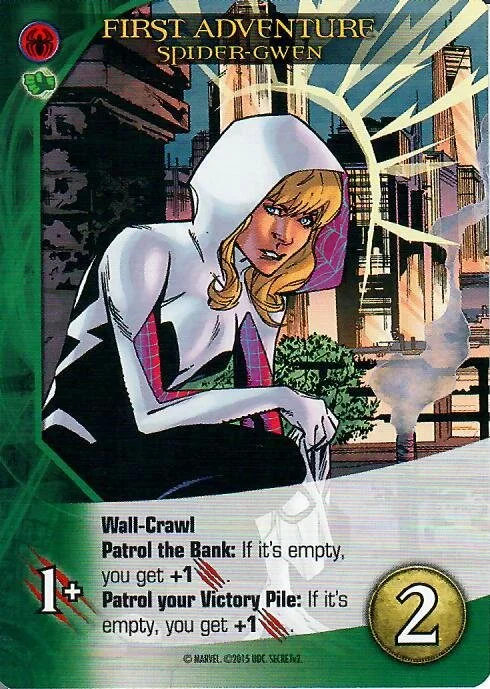 FIRST ADVENTURE
SPIDER-GWEN
Wall-Crawl
Patrol the Bank: If it's empty,
you get +1.
Patrol your Victory Pile: If it's
empty, you get +1.
1+
2
© MARVEL. ©2015 UDC. SECRETv2.